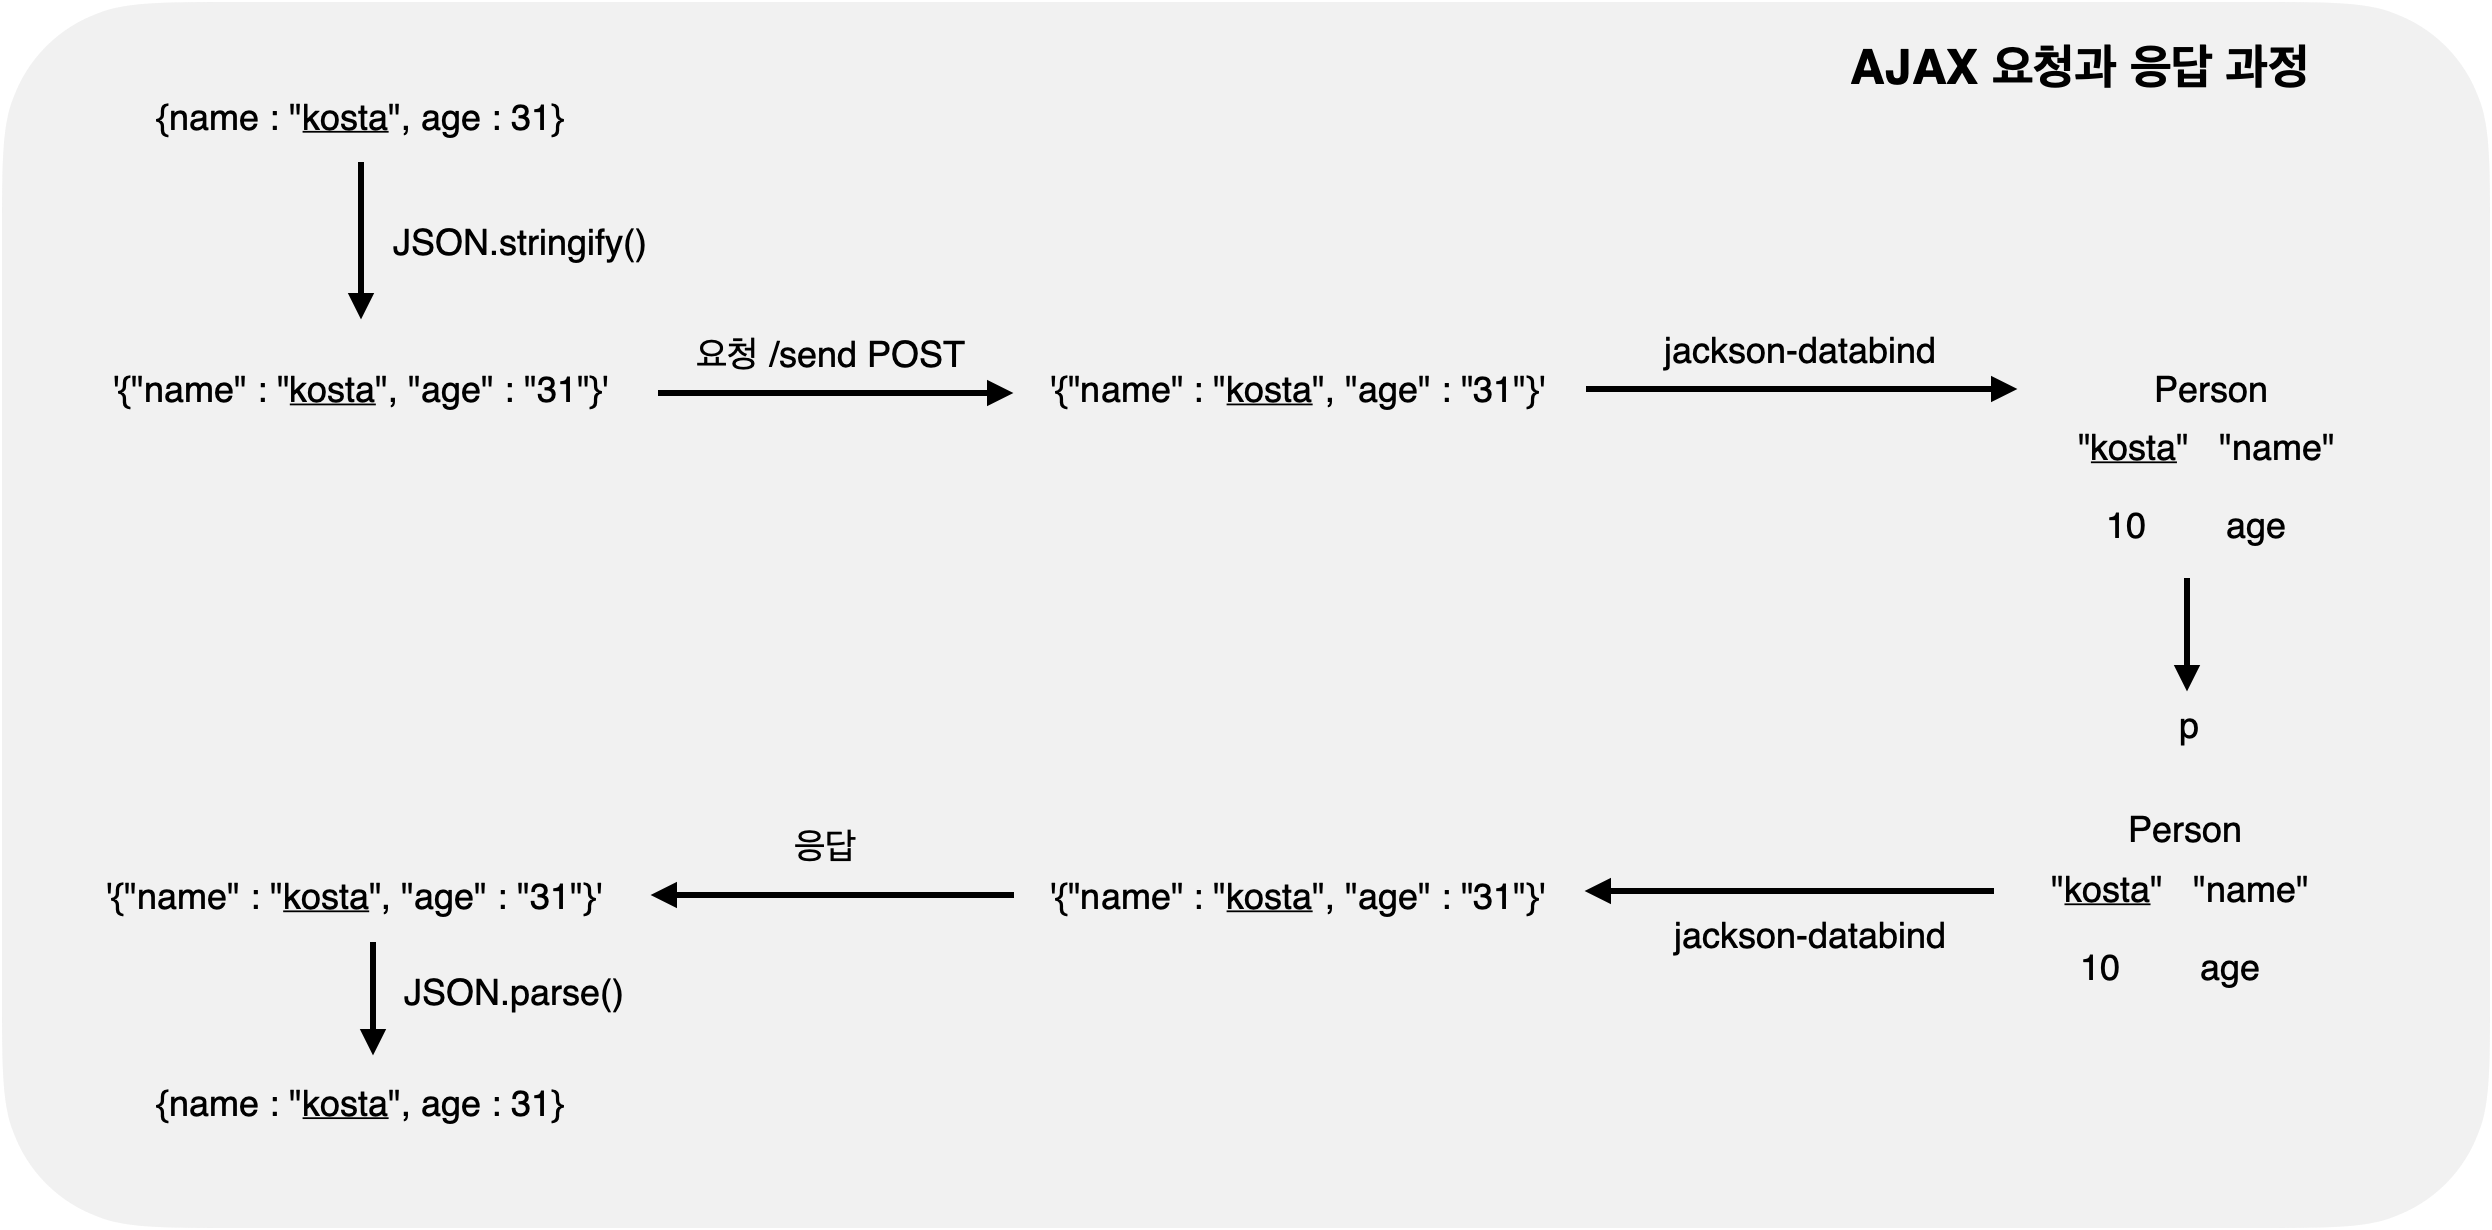 AJAX 요청과 응답 과정
{name : "kosta", age : 31}
JSON.stringify()
'{"name" : "kosta", "age" : "31"}'
요청 /send POST
'{"name" : "kosta", "age" : "31"}'
jackson-databind
Person
"kosta" "name"
10 age
p
Person
"kosta" "name"
10 age
jackson-databind
'{"name" : "kosta", "age" : "31"}'
응답
'{"name" : "kosta", "age" : "31"}'
JSON.parse()
{name : "kosta", age : 31}